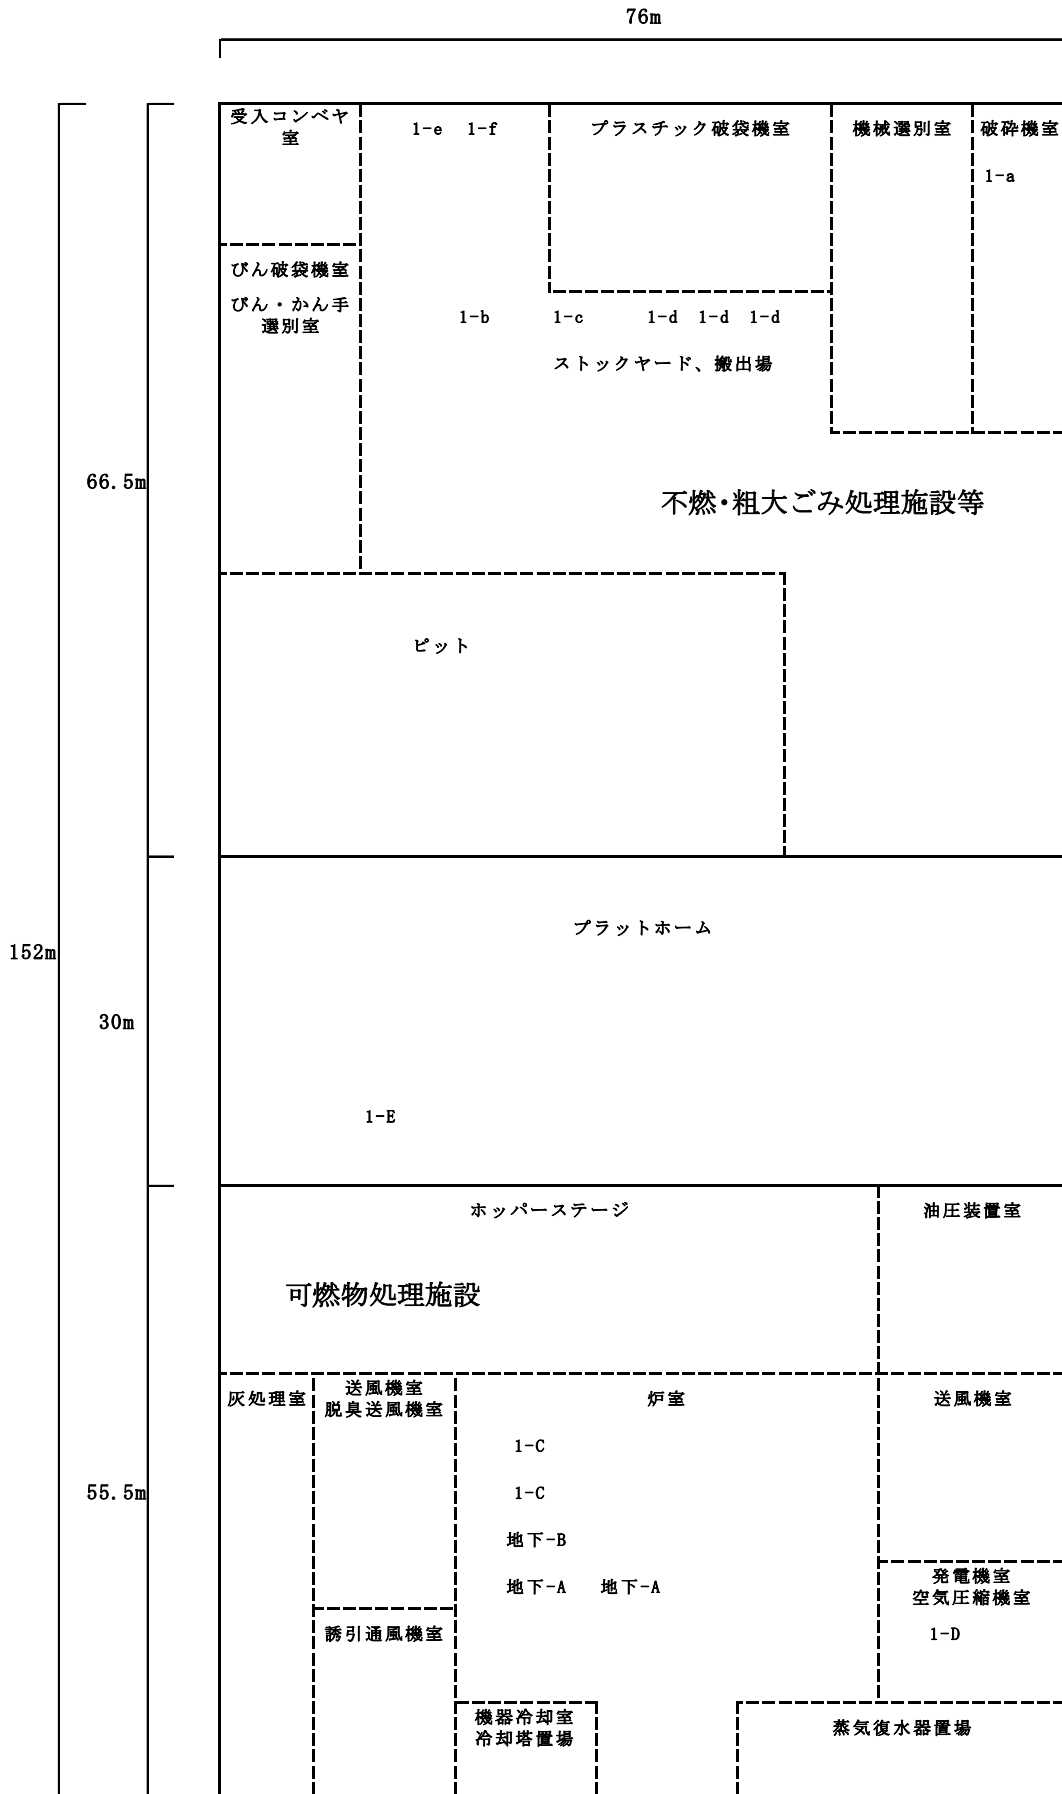 76m
受入コンベヤ
室
1-e 1-f
プラスチック破袋機室
機械選別室
破砕機室
1-a
びん破袋機室
びん・かん手
選別室
1-b 1-c 1-d 1-d 1-d
ストックヤード、搬出場
66.5m
不燃・粗大ごみ処理施設等
ピット
プラットホーム
152m
30m
1-E
ホッパーステージ
油圧装置室
可燃物処理施設
灰処理室
送風機室
脱臭送風機室
炉室
送風機室
1-C
1-C
55.5m
地下-B
地下-A 地下-A
発電機室
空気圧縮機室
1-D
誘引通風機室
機器冷却室
冷却塔置場
蒸気復水器置場